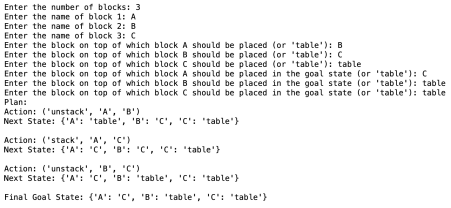 Enter the number of blocks: 3
Enter the name of block 1: A
Enter the name of block 2: B
Enter the name of block 3: C
Enter the block on top of which block A should be placed (or 'table'): B
Enter the block on top of which block B should be placed (or 'table'): C
Enter the block on top of which block C should be placed (or 'table'): table
Enter the block on top of which block A should be placed in the goal state (or 'table'): C
Enter the block on top of which block B should be placed in the goal state (or 'table'): table
Enter the block on top of which block C should be placed in the goal state (or 'table'): table
Plan:
Action: ('unstack', 'A', 'B')
Next State: {'A': 'table', 'B': 'C', 'C': 'table'}
Action: ('stack', 'A', 'C')
Next State: {'A': 'C', 'B': 'C', 'C': 'table'}
Action: ('unstack', 'B', 'C')
Next State: {'A': 'C', 'B': 'table', 'C': 'table'}
Final Goal State: {'A': 'C', 'B': 'table', 'C': 'table'}